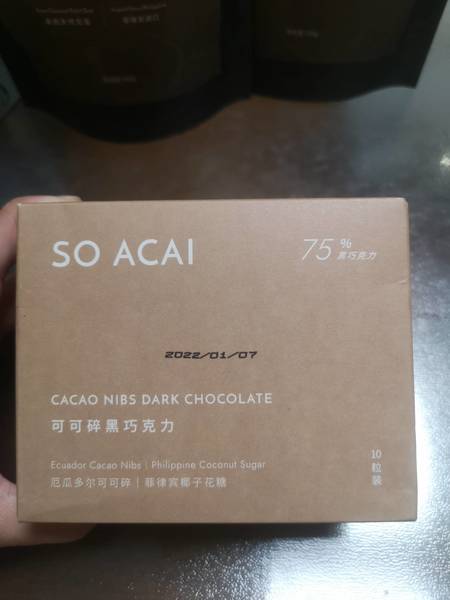 SO ACAI
75%
黑巧克力
2022/01/07
CACAO NIBS DARK CHOCOLATE
可可碎黑巧克力
Ecuador Cacao Nibs | Philippine Coconut Sugar
厄瓜多尔可可碎 | 菲律宾椰子花糖
10粒装